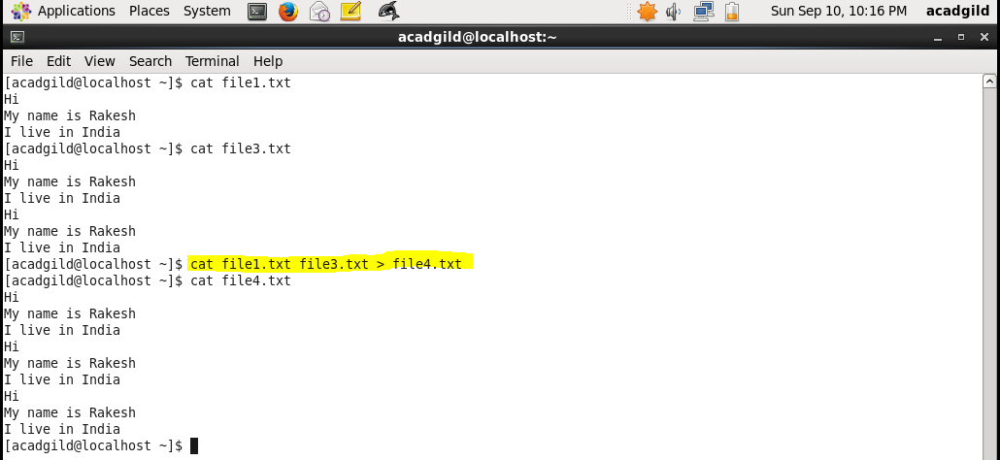 Applications Places System Sun Sep 10, 10:16 PM acadgild
acadgild@localhost:~
File Edit View Search Terminal Help
[acadgild@localhost ~]$ cat file1.txt
Hi
My name is Rakesh
I live in India
[acadgild@localhost ~]$ cat file3.txt
Hi
My name is Rakesh
I live in India
Hi
My name is Rakesh
I live in India
[acadgild@localhost ~]$ cat file1.txt file3.txt > file4.txt
[acadgild@localhost ~]$ cat file4.txt
Hi
My name is Rakesh
I live in India
Hi
My name is Rakesh
I live in India
Hi
My name is Rakesh
I live in India
[acadgild@localhost ~]$